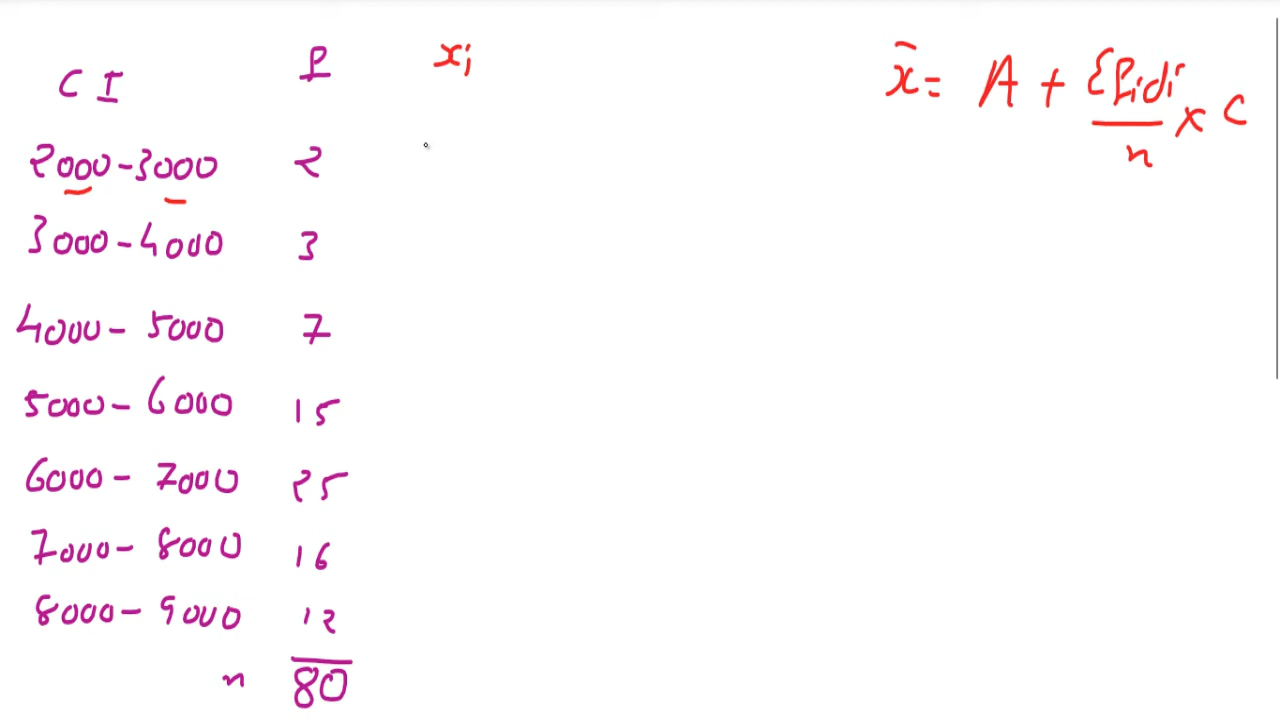 C I f xi
x̄ = A + Σfidi / n × C
2000 - 3000 2
3000 - 4000 3
4000 - 5000 7
5000 - 6000 15
6000 - 7000 25
7000 - 8000 16
8000 - 9000 12
n 80